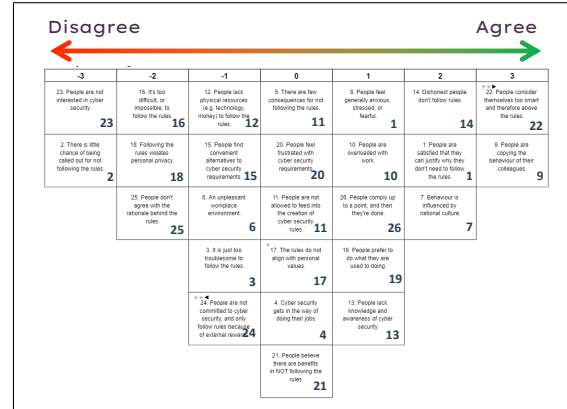 Disagree
Agree
-3
-2
-1
0
1
2
3
23. People are not
interested in cyber
security.
23
16. It's too
difficult, or
impossible, to
follow the rules.
16
12. People lack
physical resources
(e.g. technology,
money) to follow the
rules.
12
5. There are few
consequences for not
following the rules.
11
8. People feel
generally anxious,
stressed, or
fearful.
1
14. Dishonest people
don't follow rules.
14
**►
22. People consider
themselves too smart
and therefore above
the rules.
22
2. There is little
chance of being
called out for not
following the rules.
2
18. Following the
rules violates
personal privacy.
18
15. People find
convenient
alternatives to
cyber security
requirements
15
20. People feel
frustrated with
cyber security
requirements.
20
10. People are
overloaded with
work.
10
1. People are
satisfied that they
can justify why they
don't need to follow
the rules.
1
9. People are
copying the
behaviour of their
colleagues.
9
25. People don't
agree with the
rationale behind the
rules.
25
6. An unpleasant
workplace
environment.
6
11. People are not
allowed to feed into
the creation of
cyber security
rules.
11
26. People comply up
to a point, and then
they're done.
26
7. Behaviour is
influenced by
national culture.
7
3. It is just too
troublesome to
follow the rules.
3
*
17. The rules do not
align with personal
values.
17
19. People prefer to
do what they are
used to doing.
19
**◄
24. People are not
committed to cyber
security, and only
follow rules because
of external reward
24
4. Cyber security
gets in the way of
doing their jobs.
4
13. People lack
knowledge and
awareness of cyber
security.
13
21. People believe
there are benefits
in NOT following the
rules.
21